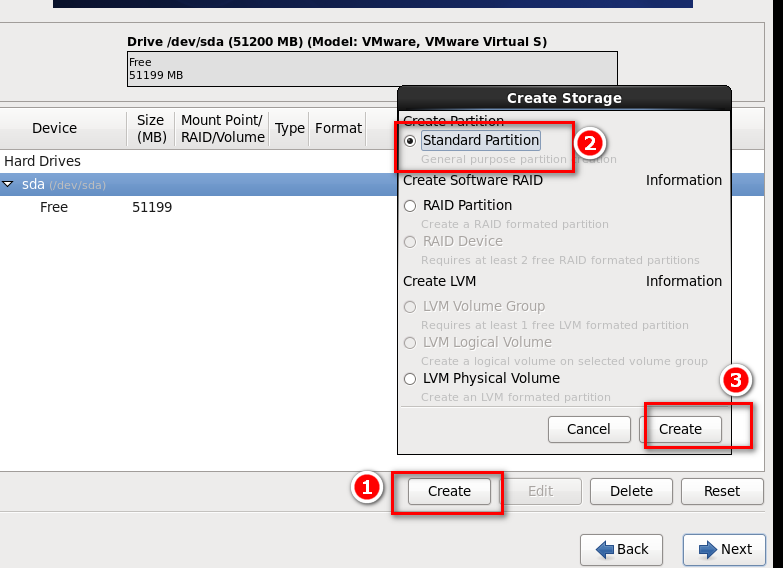 Drive /dev/sda (51200 MB) (Model: VMware, VMware Virtual S)
Free
51199 MB
Device
Size
(MB)
Mount Point/
RAID/Volume
Type
Format
Hard Drives
sda (/dev/sda)
Free 51199
Create Storage
Create Partition
Standard Partition
General purpose partition creation
2
Create Software RAID Information
RAID Partition
Create a RAID formated partition
RAID Device
Requires at least 2 free RAID formated partitions
Create LVM Information
LVM Volume Group
Requires at least 1 free LVM formated partition
LVM Logical Volume
Create a logical volume on selected volume group
LVM Physical Volume
Create an LVM formated partition
3
Cancel Create
1
Create Edit Delete Reset
Back Next